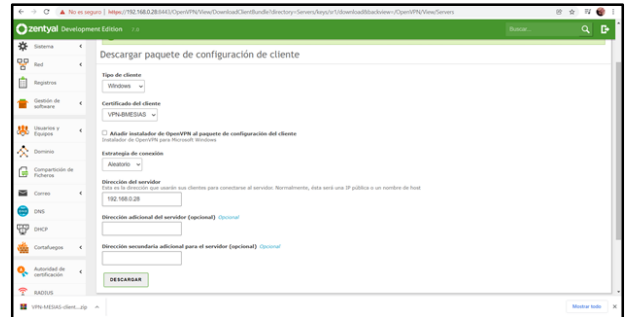 No es seguro | https://192.168.0.28:8443/OpenVPN/View/DownloadClientBundle?directory=Servers/keys/sr1/download&backview=/OpenVPN/View/Servers
zentyal Development Edition 7.0
Buscar...
Sistema
Red
Registros
Gestión de software
Usuarios y Equipos
Dominio
Compartición de Ficheros
Correo
DNS
DHCP
Cortafuegos
Autoridad de certificación
RADIUS
Descargar paquete de configuración de cliente
Tipo de cliente
Windows
Certificado del cliente
VPN-BMESIAS
Añadir instalador de OpenVPN al paquete de configuración del cliente
Instalador de OpenVPN para Microsoft Windows
Estrategia de conexión
Aleatorio
Dirección del servidor
Esta es la dirección que usarán sus clientes para conectarse al servidor. Normalmente, ésta será una IP pública o un nombre de host
192.168.0.28
Dirección adicional del servidor (opcional) Opcional
Dirección secundaria adicional para el servidor (opcional) Opcional
DESCARGAR
VPN-MESIAS-client....zip
Mostrar todo